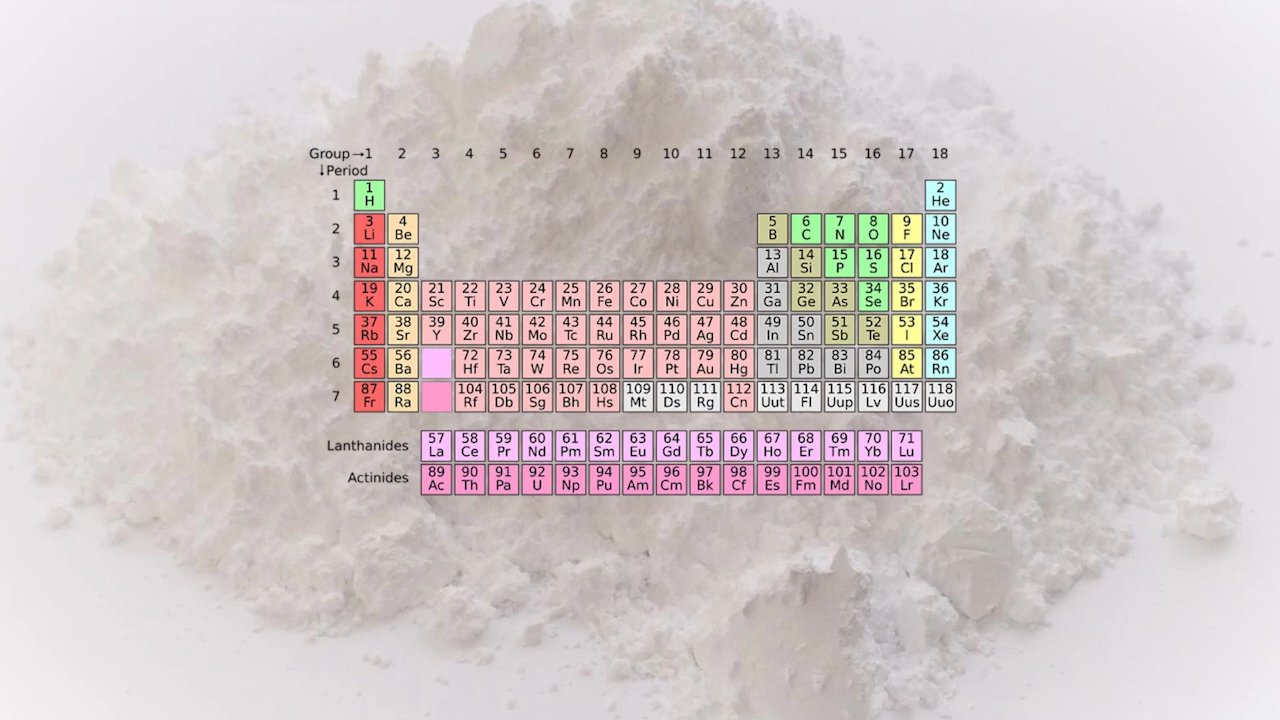 Group→1 2 3 4 5 6 7 8 9 10 11 12 13 14 15 16 17 18
↓Period
1 1 2
H He
2 3 4 5 6 7 8 9 10
Li Be B C N O F Ne
3 11 12 13 14 15 16 17 18
Na Mg Al Si P S Cl Ar
4 19 20 21 22 23 24 25 26 27 28 29 30 31 32 33 34 35 36
K Ca Sc Ti V Cr Mn Fe Co Ni Cu Zn Ga Ge As Se Br Kr
5 37 38 39 40 41 42 43 44 45 46 47 48 49 50 51 52 53 54
Rb Sr Y Zr Nb Mo Tc Ru Rh Pd Ag Cd In Sn Sb Te I Xe
6 55 56 72 73 74 75 76 77 78 79 80 81 82 83 84 85 86
Cs Ba Hf Ta W Re Os Ir Pt Au Hg Tl Pb Bi Po At Rn
7 87 88 104 105 106 107 108 109 110 111 112 113 114 115 116 117 118
Fr Ra Rf Db Sg Bh Hs Mt Ds Rg Cn Uut Fl Uup Lv Uus Uuo
Lanthanides 57 58 59 60 61 62 63 64 65 66 67 68 69 70 71
La Ce Pr Nd Pm Sm Eu Gd Tb Dy Ho Er Tm Yb Lu
Actinides 89 90 91 92 93 94 95 96 97 98 99 100 101 102 103
Ac Th Pa U Np Pu Am Cm Bk Cf Es Fm Md No Lr